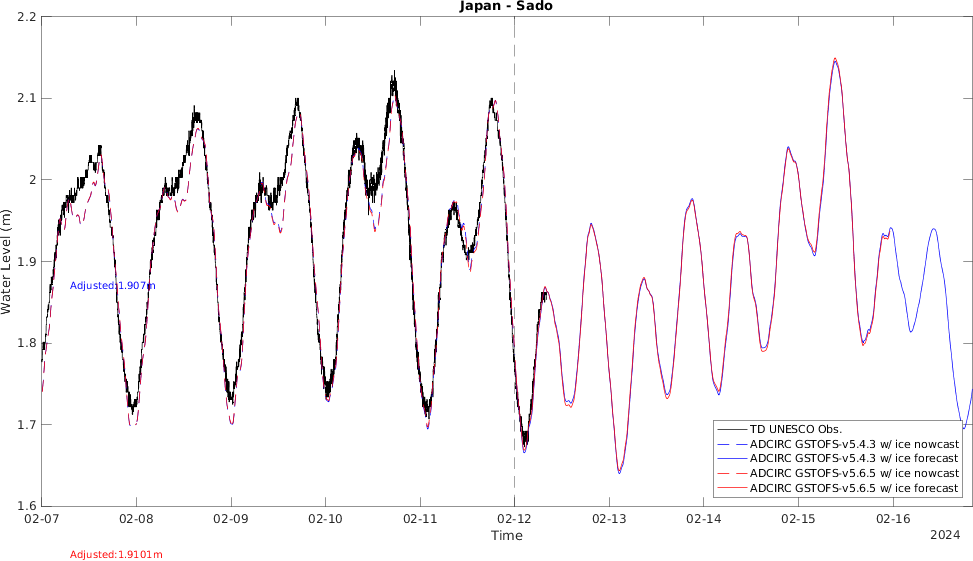 Japan - Sado
2.2
2.1
2
1.9
1.8
1.7
1.6
Water Level (m)
Adjusted:1.907m
TD UNESCO Obs.
ADCIRC GSTOFS-v5.4.3 w/ ice nowcast
ADCIRC GSTOFS-v5.4.3 w/ ice forecast
ADCIRC GSTOFS-v5.6.5 w/ ice nowcast
ADCIRC GSTOFS-v5.6.5 w/ ice forecast
02-07 02-08 02-09 02-10 02-11 02-12 02-13 02-14 02-15 02-16
Time
2024
Adjusted:1.9101m